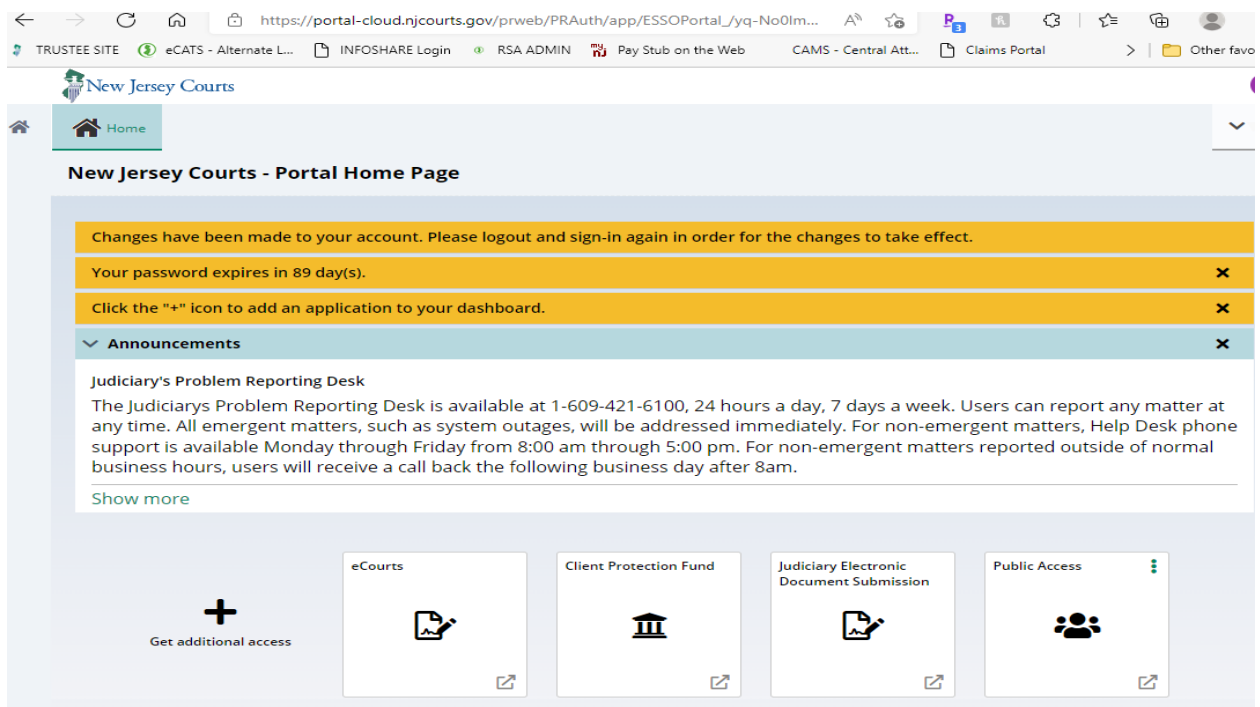 https://portal-cloud.njcourts.gov/prweb/PRAuth/app/ESSOPortal_/yq-No0lm...
3
TRUSTEE SITE eCATS - Alternate L... INFOSHARE Login RSA ADMIN Pay Stub on the Web CAMS - Central Att... Claims Portal Other favo
New Jersey Courts
Home
New Jersey Courts - Portal Home Page
Changes have been made to your account. Please logout and sign-in again in order for the changes to take effect.
Your password expires in 89 day(s).
Click the "+" icon to add an application to your dashboard.
Announcements
Judiciary's Problem Reporting Desk
The Judiciarys Problem Reporting Desk is available at 1-609-421-6100, 24 hours a day, 7 days a week. Users can report any matter at
any time. All emergent matters, such as system outages, will be addressed immediately. For non-emergent matters, Help Desk phone
support is available Monday through Friday from 8:00 am through 5:00 pm. For non-emergent matters reported outside of normal
business hours, users will receive a call back the following business day after 8am.
Show more
Get additional access
eCourts
Client Protection Fund
Judiciary Electronic
Document Submission
Public Access